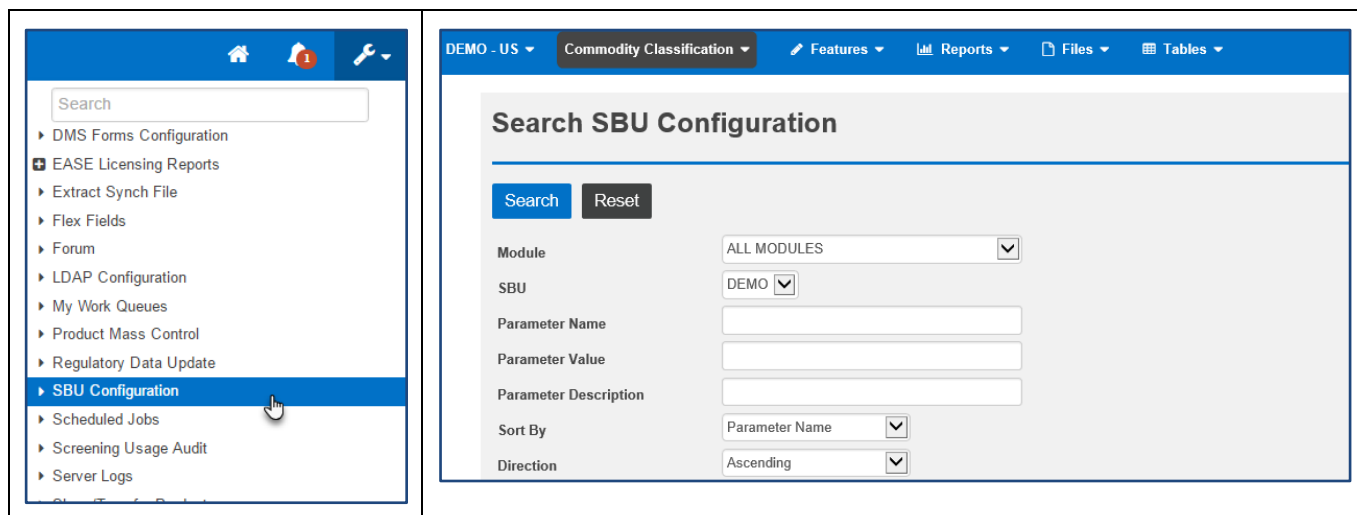 1
Search
DMS Forms Configuration
EASE Licensing Reports
Extract Synch File
Flex Fields
Forum
LDAP Configuration
My Work Queues
Product Mass Control
Regulatory Data Update
SBU Configuration
Scheduled Jobs
Screening Usage Audit
Server Logs
DEMO - US Commodity Classification Features Reports Files Tables
Search SBU Configuration
Search Reset
Module ALL MODULES
SBU DEMO
Parameter Name
Parameter Value
Parameter Description
Sort By Parameter Name
Direction Ascending